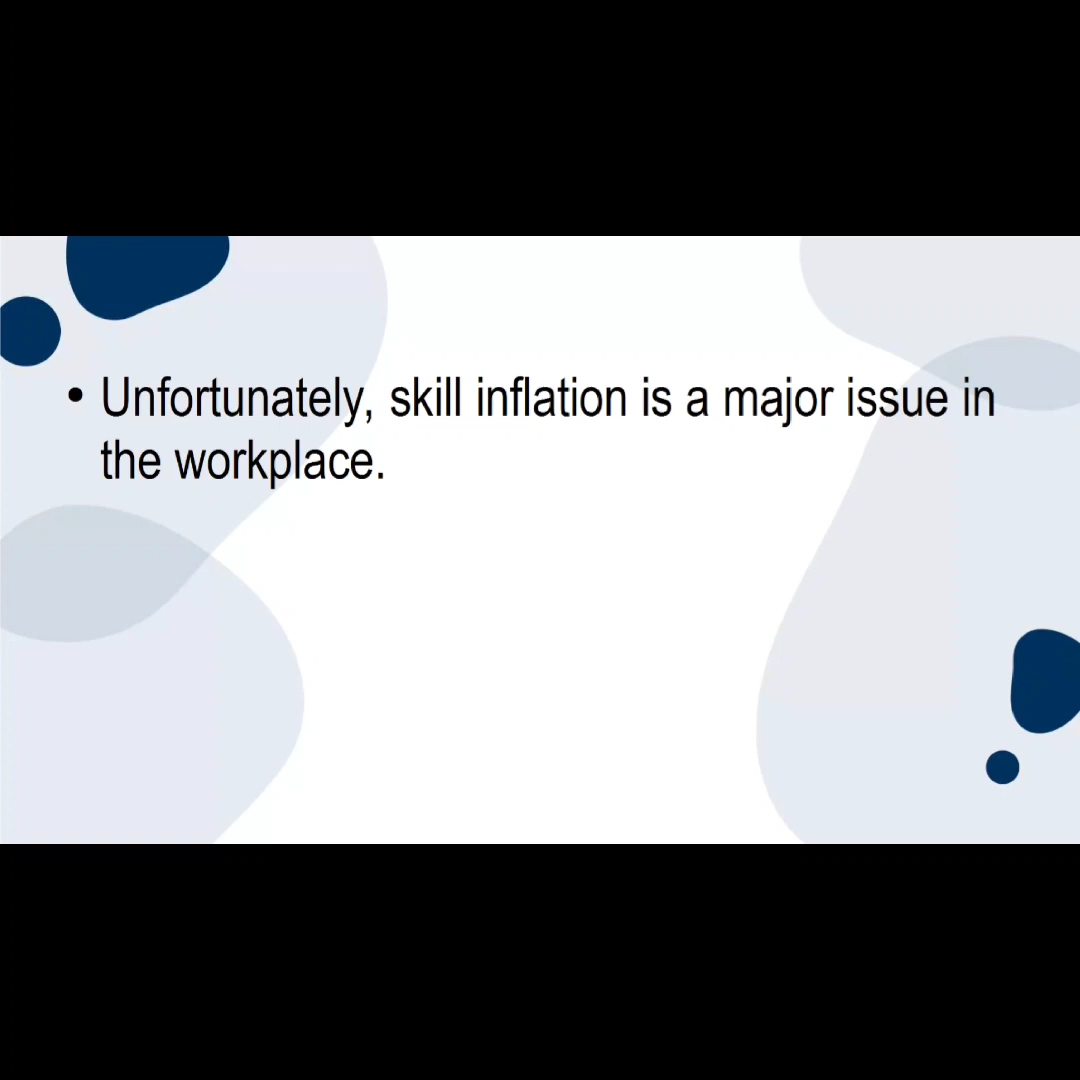 • Unfortunately, skill inflation is a major issue in
the workplace.